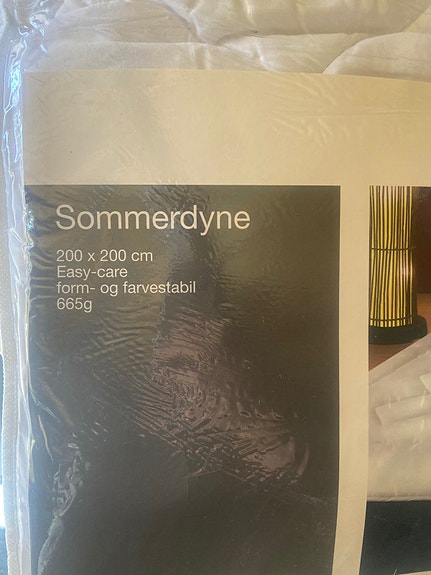 Sommerdyne
200 x 200 cm
Easy-care
form- og farvestabil
665g